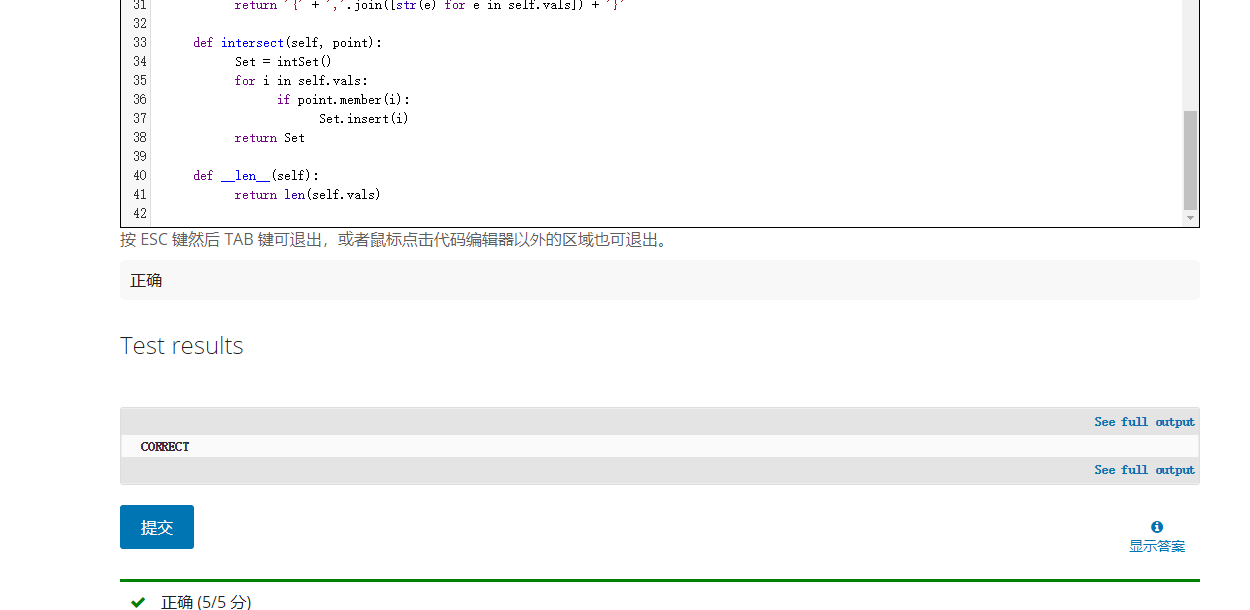 31 return '{' + ','.join([str(e) for e in self.vals]) + '}'
32
33 def intersect(self, point):
34 Set = intSet()
35 for i in self.vals:
36 if point.member(i):
37 Set.insert(i)
38 return Set
39
40 def __len__(self):
41 return len(self.vals)
42
按 ESC 键然后 TAB 键可退出，或者鼠标点击代码编辑器以外的区域也可退出。
正确
Test results
See full output
CORRECT
See full output
提交
显示答案
正确 (5/5 分)